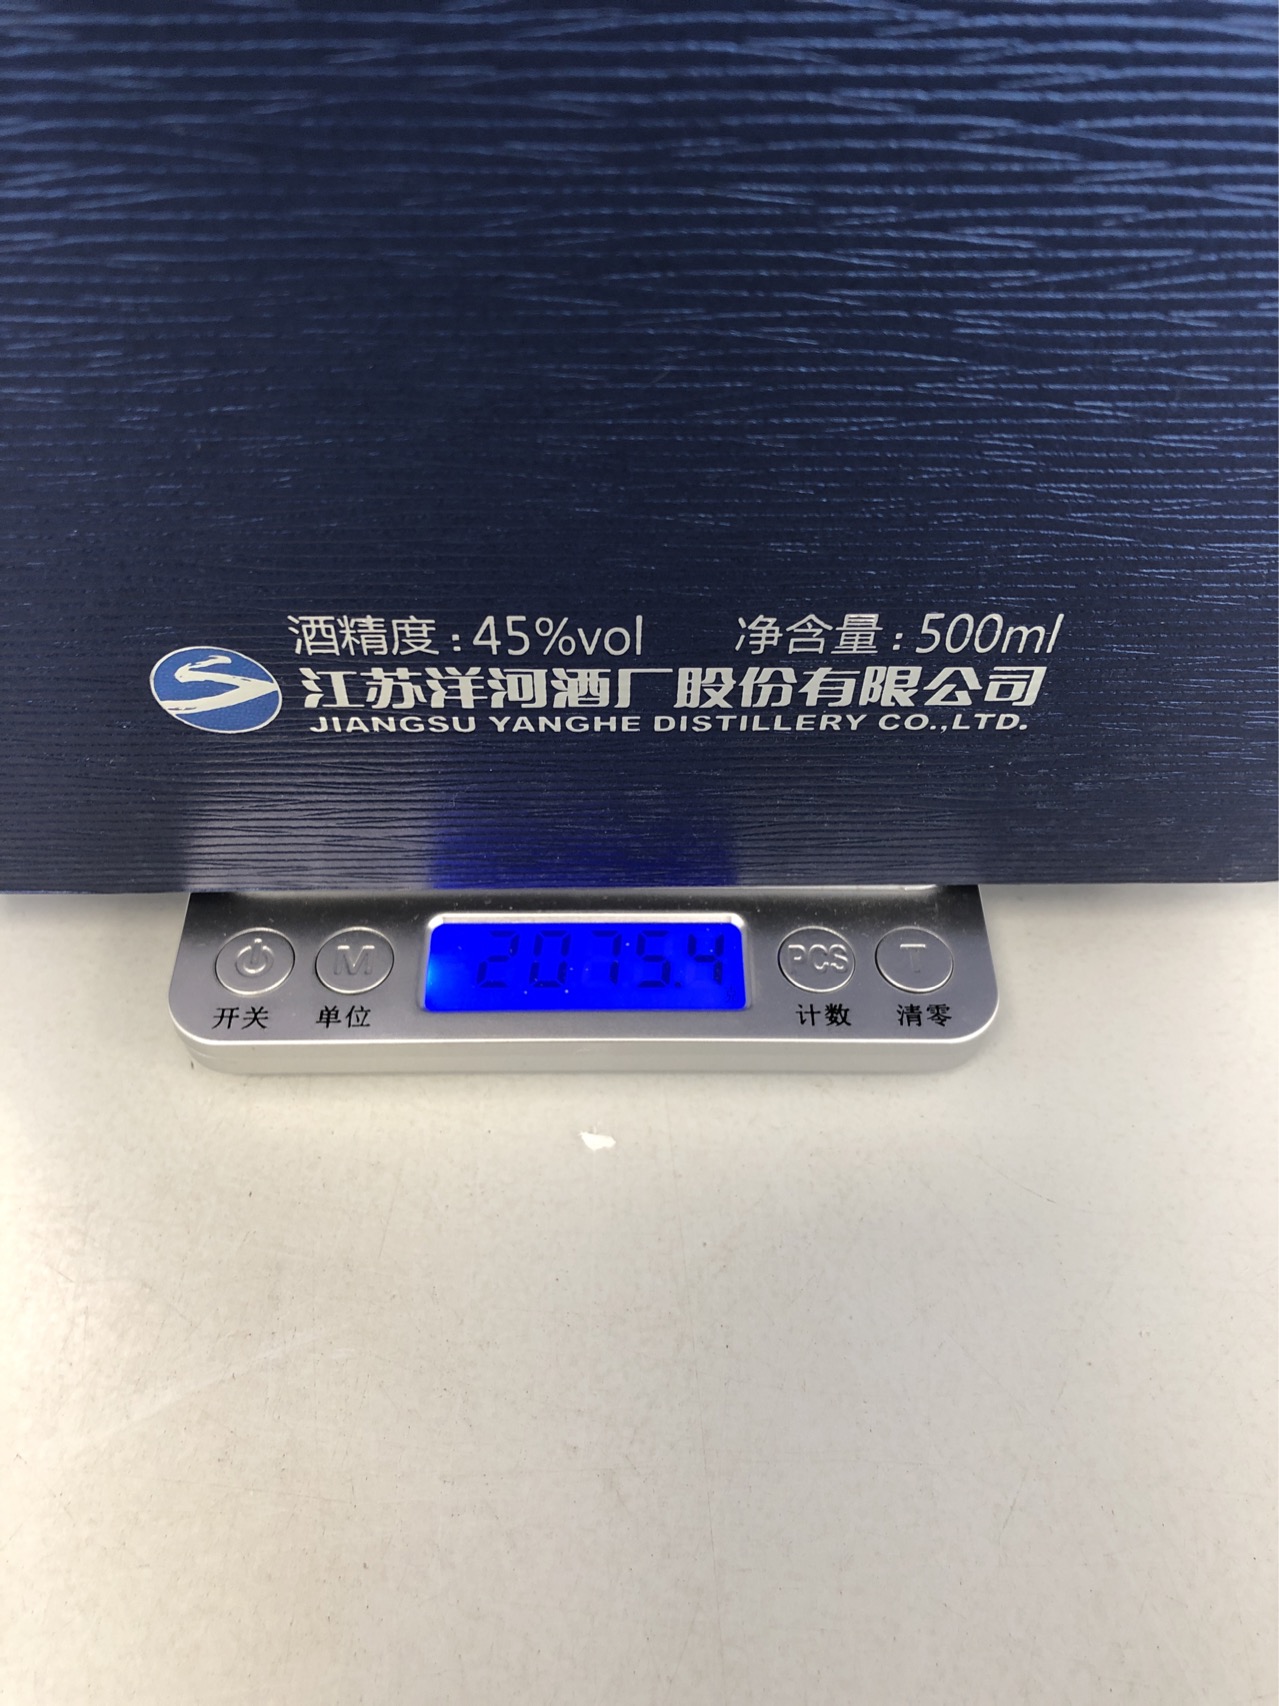 酒精度：45%vol 净含量：500ml
江苏洋河酒厂股份有限公司
JIANGSU YANGHE DISTILLERY CO.,LTD.
M 2075.4 PCS T
开关 单位 计数 清零